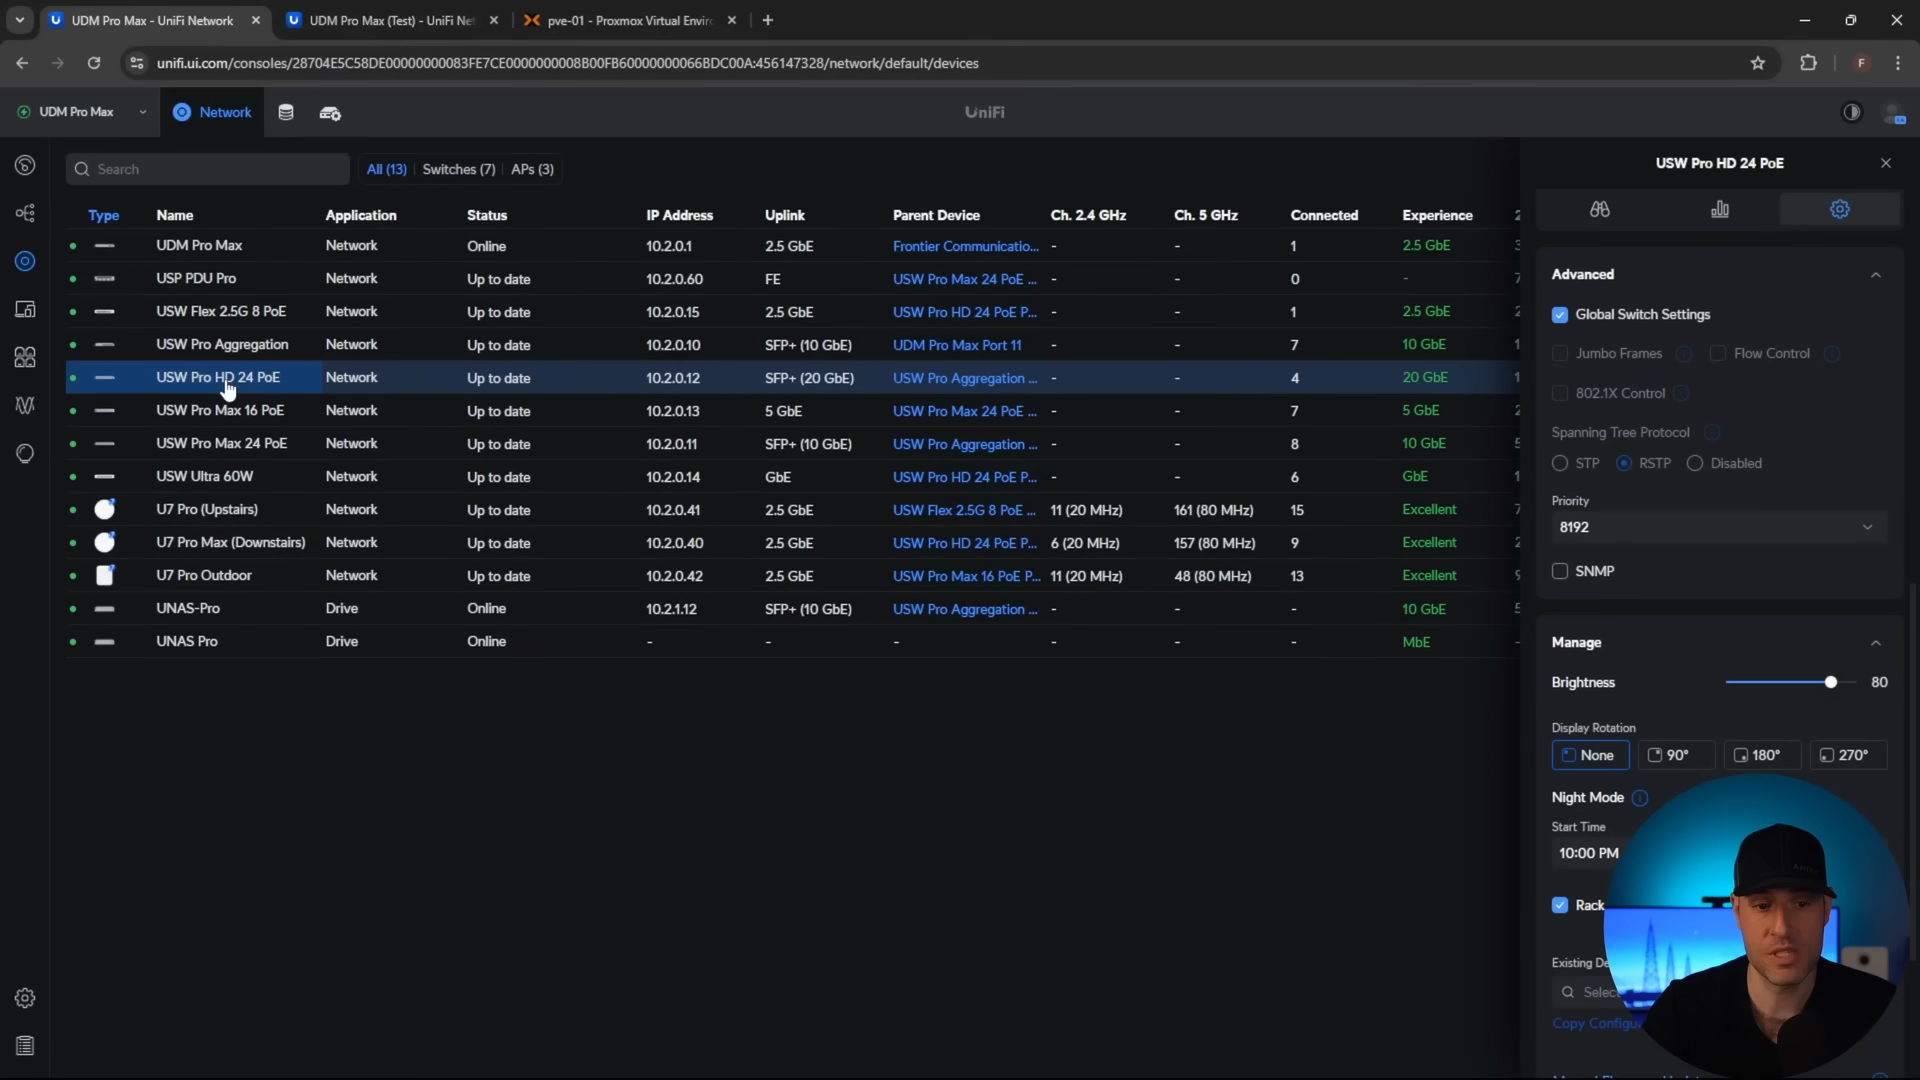 UDM Pro Max - UniFi Network
UDM Pro Max (Test) - UniFi Ne
pve-01 - Proxmox Virtual Enviro
unifi.ui.com/consoles/28704E5C58DE00000000083FE7CE0000000008B00FB60000000066BDC00A:456147328/network/default/devices
F
UDM Pro Max
Network
UniFi
Search
All (13)
Switches (7)
APs (3)
Type Name Application Status IP Address Uplink Parent Device Ch. 2.4 GHz Ch. 5 GHz Connected Experience 2
UDM Pro Max Network Online 10.2.0.1 2.5 GbE Frontier Communicatio... - - 1 2.5 GbE
USP PDU Pro Network Up to date 10.2.0.60 FE USW Pro Max 24 PoE ... - - 0 -
USW Flex 2.5G 8 PoE Network Up to date 10.2.0.15 2.5 GbE USW Pro HD 24 PoE P... - - 1 2.5 GbE
USW Pro Aggregation Network Up to date 10.2.0.10 SFP+ (10 GbE) UDM Pro Max Port 11 - - 7 10 GbE
USW Pro HD 24 PoE Network Up to date 10.2.0.12 SFP+ (20 GbE) USW Pro Aggregation ... - - 4 20 GbE
USW Pro Max 16 PoE Network Up to date 10.2.0.13 5 GbE USW Pro Max 24 PoE ... - - 7 5 GbE
USW Pro Max 24 PoE Network Up to date 10.2.0.11 SFP+ (10 GbE) USW Pro Aggregation ... - - 8 10 GbE
USW Ultra 60W Network Up to date 10.2.0.14 GbE USW Pro HD 24 PoE P... - - 6 GbE
U7 Pro (Upstairs) Network Up to date 10.2.0.41 2.5 GbE USW Flex 2.5G 8 PoE ... 11 (20 MHz) 161 (80 MHz) 15 Excellent
U7 Pro Max (Downstairs) Network Up to date 10.2.0.40 2.5 GbE USW Pro HD 24 PoE P... 6 (20 MHz) 157 (80 MHz) 9 Excellent
U7 Pro Outdoor Network Up to date 10.2.0.42 2.5 GbE USW Pro Max 16 PoE P... 11 (20 MHz) 48 (80 MHz) 13 Excellent
UNAS-Pro Drive Online 10.2.1.12 SFP+ (10 GbE) USW Pro Aggregation ... - - - 10 GbE
UNAS Pro Drive Online - - - - - - MbE
USW Pro HD 24 PoE
Advanced
Global Switch Settings
Jumbo Frames
Flow Control
802.1X Control
Spanning Tree Protocol
STP
RSTP
Disabled
Priority
8192
SNMP
Manage
Brightness
80
Display Rotation
None
90°
180°
270°
Night Mode
Start Time
10:00 PM
Rack
Existing De
Selec
Copy Configu